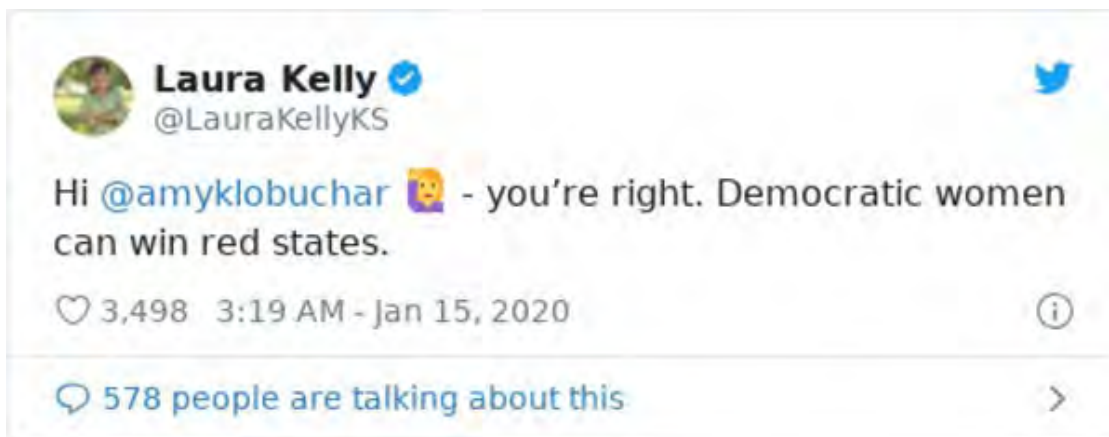 Laura Kelly
@LauraKellyKS
Hi @amyklobuchar 🙋 - you’re right. Democratic women
can win red states.
3,498 3:19 AM - Jan 15, 2020
578 people are talking about this